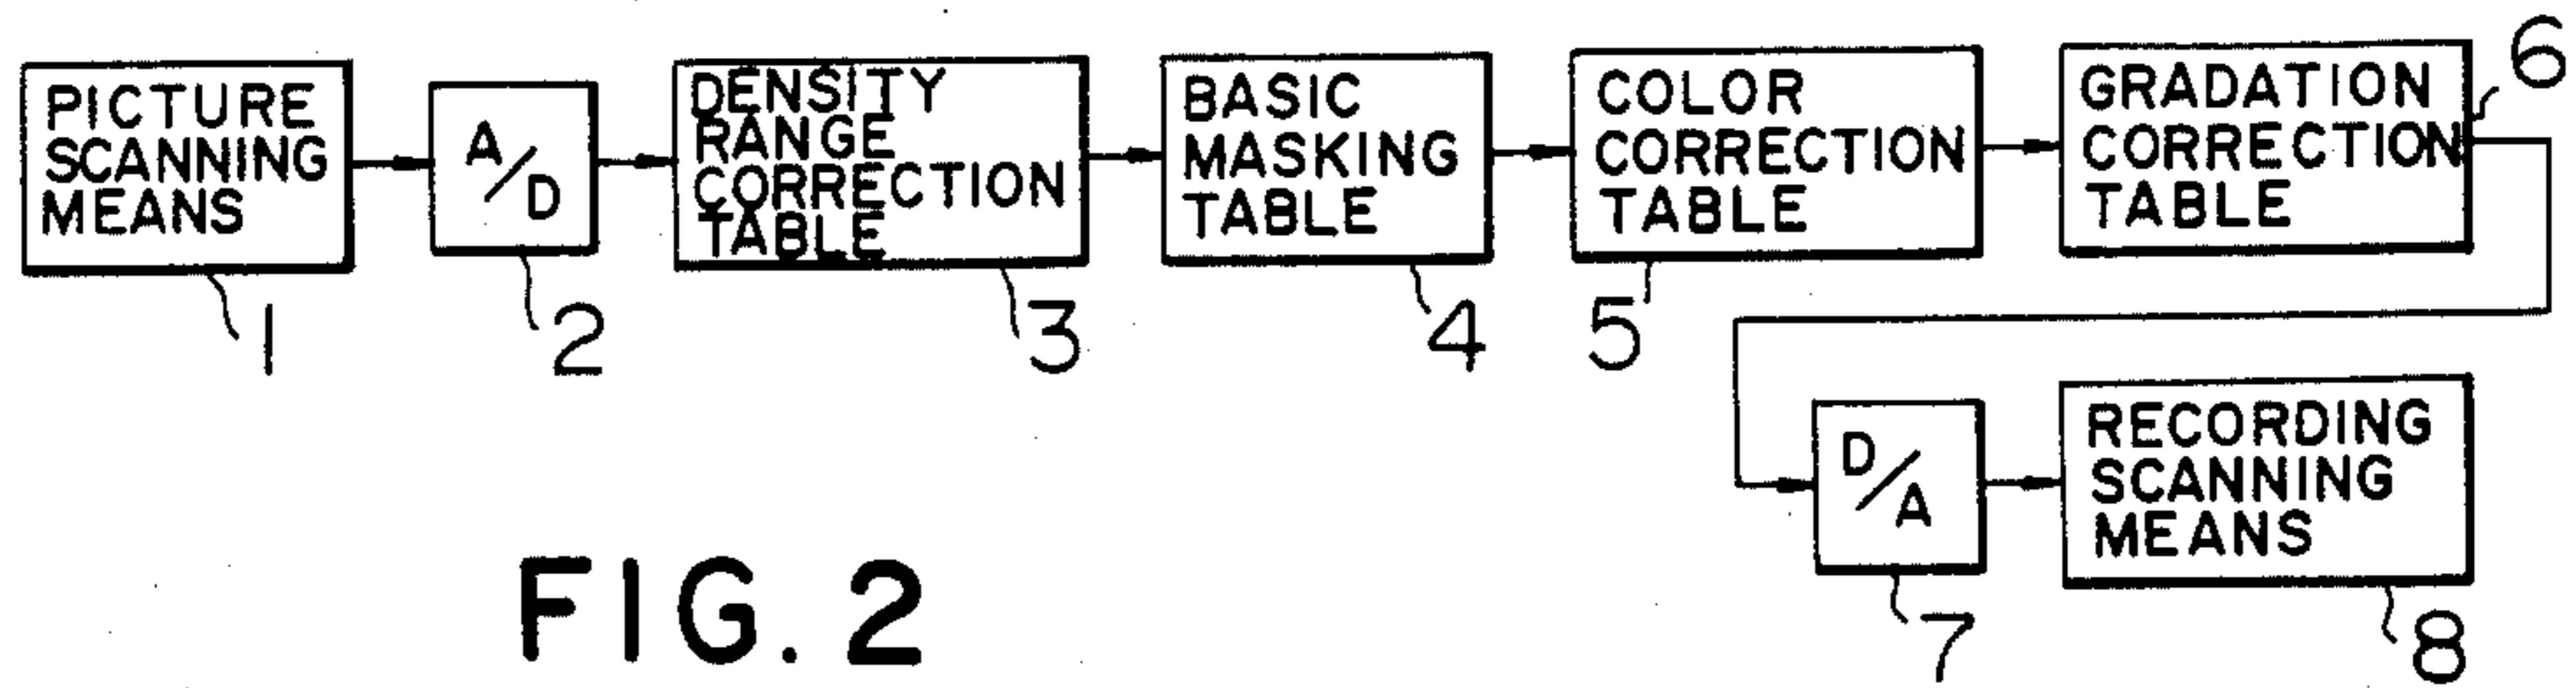 PICTURE
SCANNING
MEANS
1
A/D
2
DENSITY
RANGE
CORRECTION
TABLE
3
BASIC
MASKING
TABLE
4
COLOR
CORRECTION
TABLE
5
GRADATION
CORRECTION
TABLE
6
D/A
7
RECORDING
SCANNING
MEANS
8
FIG. 2